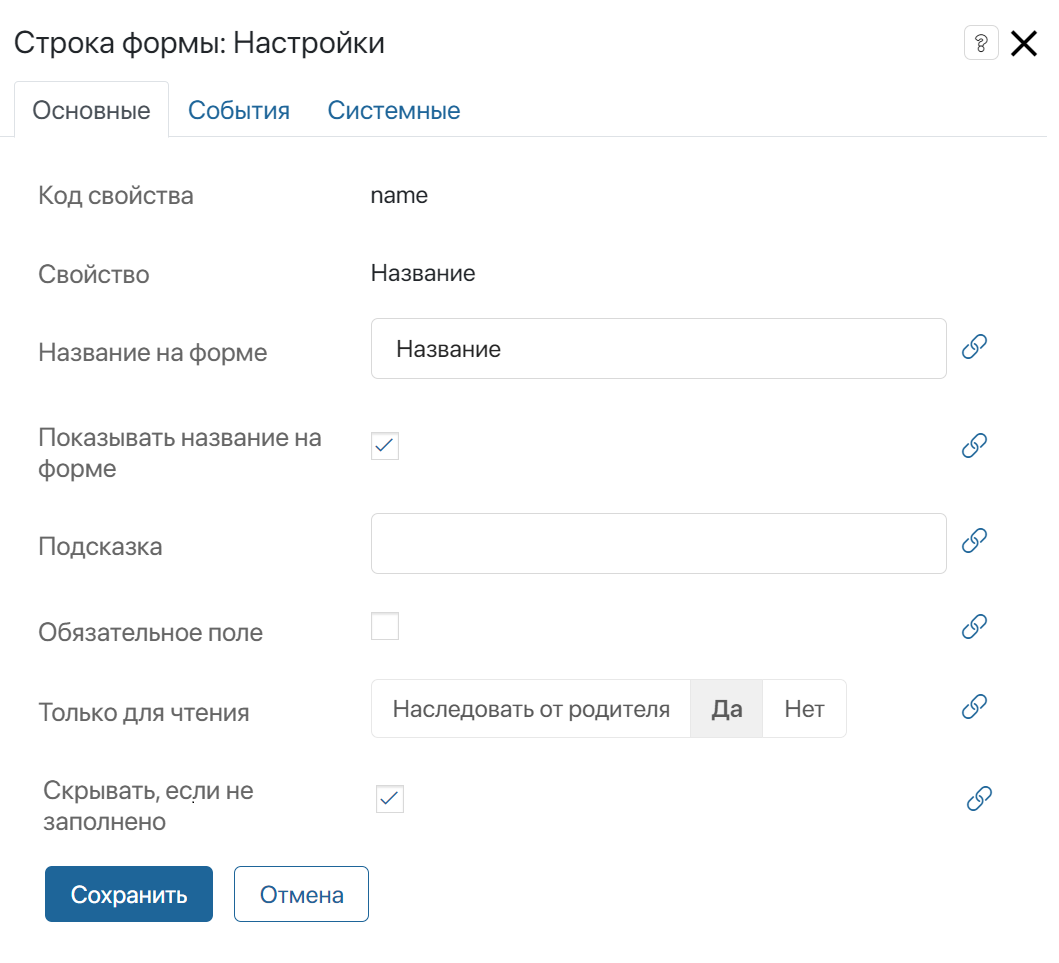 Строка формы: Настройки
?
Основные События Системные
Код свойства name
Свойство Название
Название на форме Название
Показывать название на
форме
Подсказка
Обязательное поле
Только для чтения Наследовать от родителя Да Нет
Скрывать, если не
заполнено
Сохранить Отмена